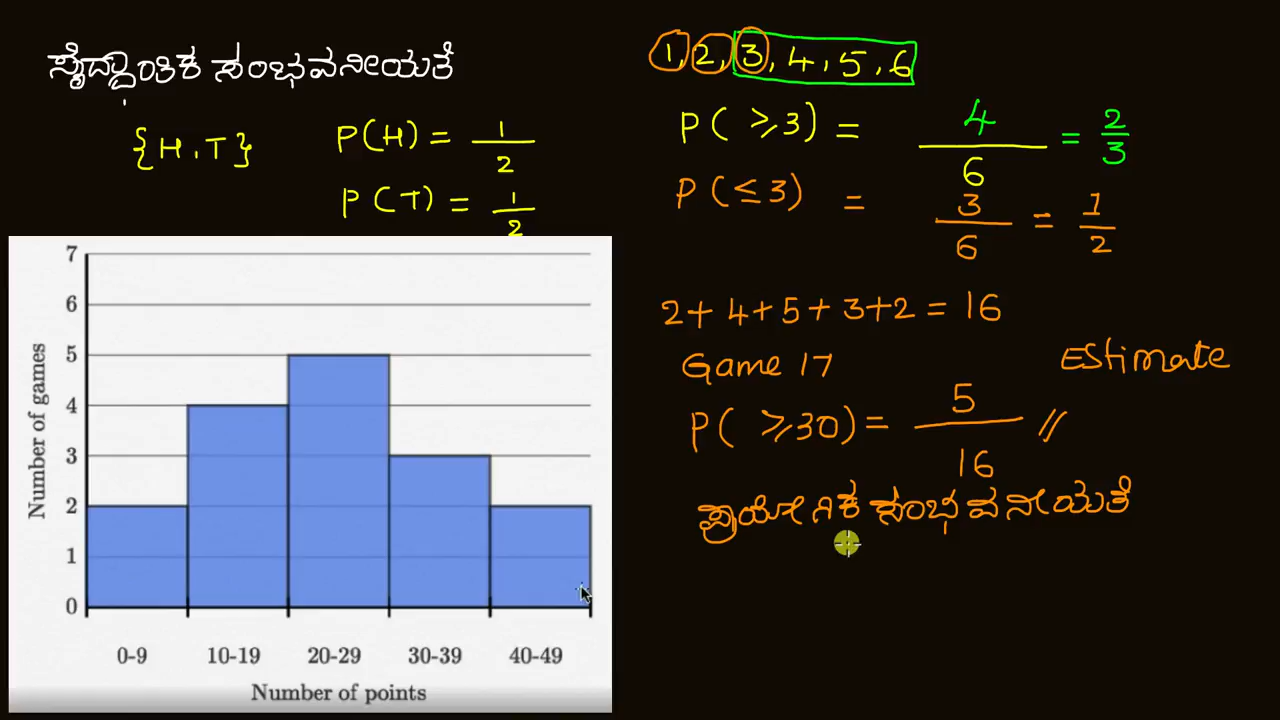 ಸೈದ್ಧಾಂತಿಕ ಸಂಭವನೀಯತೆ
{H, T}
P(H) = 1/2
P(T) = 1/2
1, 2, 3, 4, 5, 6
P( ≥3) = 4/6 = 2/3
P(≤3) = 3/6 = 1/2
2+ 4+5+ 3+2 = 16
Game 17
Estimate
P( ≥30) = 5/16 //
ಪ್ರಾಯೋಗಿಕ ಸಂಭವನೀಯತೆ
Number of games
7
6
5
4
3
2
1
0
0-9 10-19 20-29 30-39 40-49
Number of points